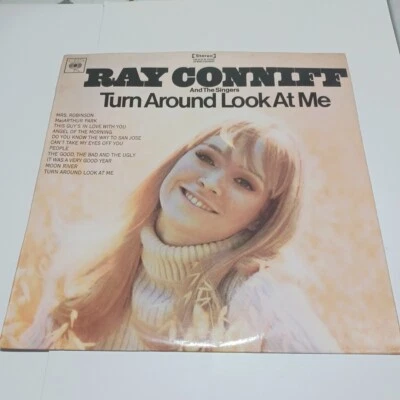 CBS
Stereo
RAY CONNIFF
And The Singers
Turn Around Look At Me
MRS. ROBINSON
MacARTHUR PARK
THIS GUY'S IN LOVE WITH YOU
ANGEL OF THE MORNING
DO YOU KNOW THE WAY TO SAN JOSE
CAN'T TAKE MY EYES OFF YOU
PEOPLE
THE GOOD, THE BAD AND THE UGLY
IT WAS A VERY GOOD YEAR
MOON RIVER
TURN AROUND LOOK AT ME